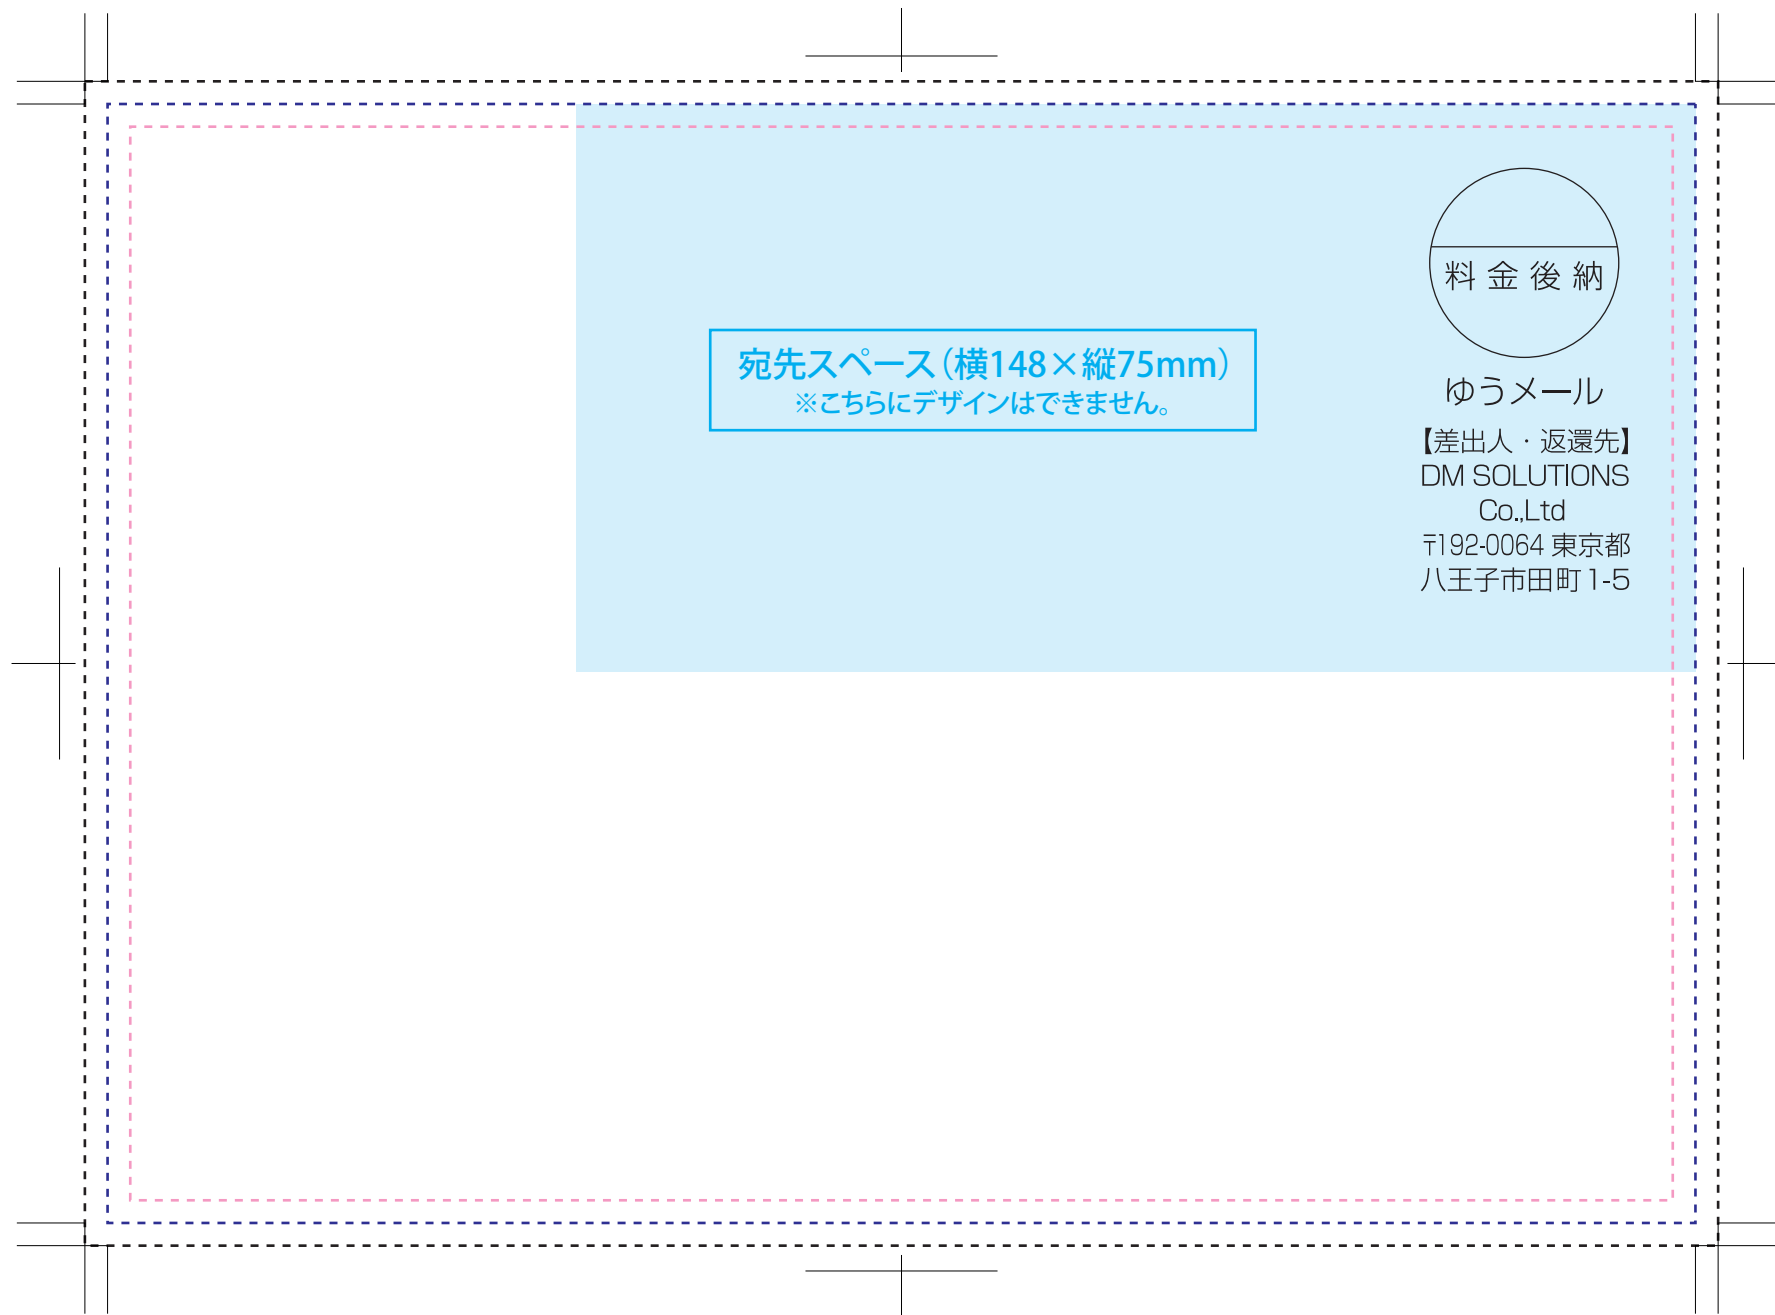 料金後納
宛先スペース（横148×縦75mm）
※こちらにデザインはできません。
ゆうメール
【差出人・返還先】
DM SOLUTIONS
Co.,Ltd
〒192-0064 東京都
八王子市田町1-5